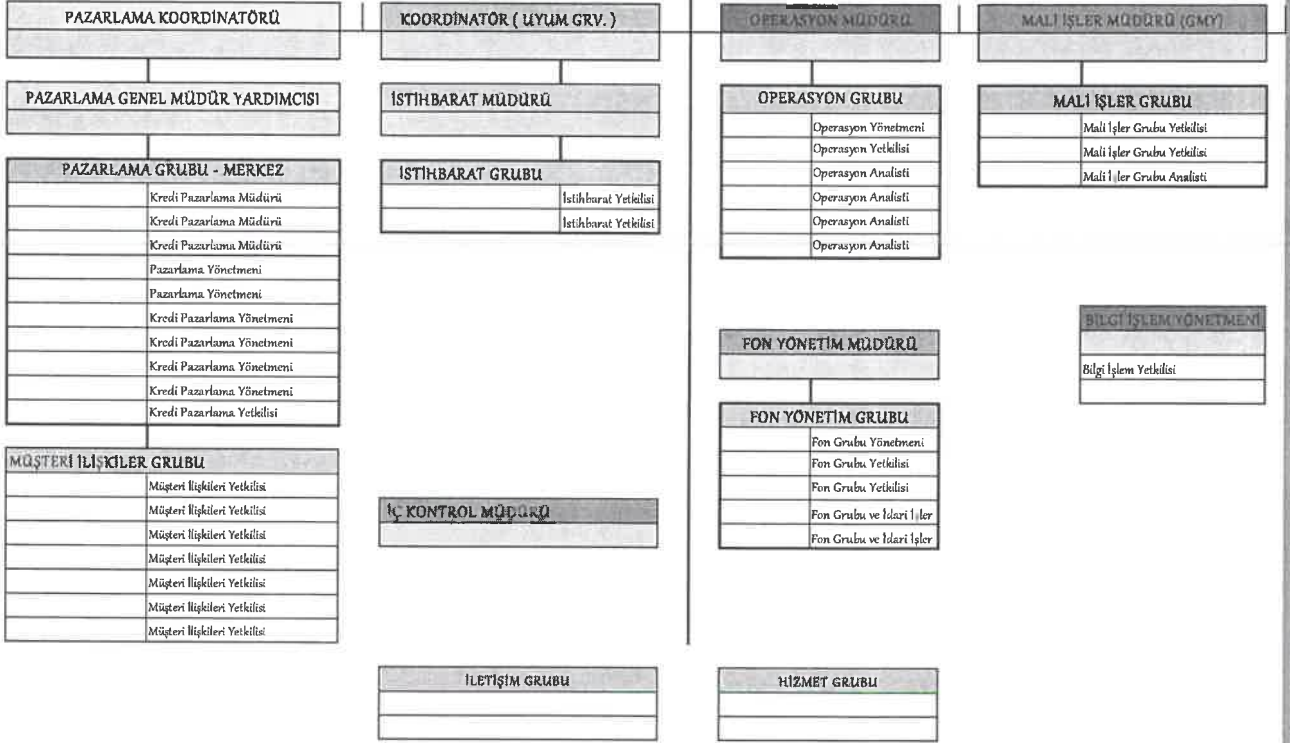 PAZARLAMA KOORDİNATÖRÜ
PAZARLAMA GENEL MÜDÜR YARDIMCISI
PAZARLAMA GRUBU - MERKEZ
Kredi Pazarlama Müdürü
Kredi Pazarlama Müdürü
Kredi Pazarlama Müdürü
Pazarlama Yönetmeni
Pazarlama Yönetmeni
Kredi Pazarlama Yönetmeni
Kredi Pazarlama Yönetmeni
Kredi Pazarlama Yönetmeni
Kredi Pazarlama Yönetmeni
Kredi Pazarlama Yetkilisi
MÜŞTERİ İLİŞKİLER GRUBU
Müşteri İlişkileri Yetkilisi
Müşteri İlişkileri Yetkilisi
Müşteri İlişkileri Yetkilisi
Müşteri İlişkileri Yetkilisi
Müşteri İlişkileri Yetkilisi
Müşteri İlişkileri Yetkilisi
Müşteri İlişkileri Yetkilisi
KOORDİNATÖR ( UYUM GRV. )
İSTİHBARAT MÜDÜRÜ
İSTİHBARAT GRUBU
İstihbarat Yetkilisi
İstihbarat Yetkilisi
İÇ KONTROL MÜDÜRÜ
İLETİŞİM GRUBU
OPERASYON MÜDÜRÜ
OPERASYON GRUBU
Operasyon Yönetmeni
Operasyon Yetkilisi
Operasyon Analisti
Operasyon Analisti
Operasyon Analisti
Operasyon Analisti
FON YÖNETİM MÜDÜRÜ
FON YÖNETİM GRUBU
Fon Grubu Yönetmeni
Fon Grubu Yetkilisi
Fon Grubu Yetkilisi
Fon Grubu ve İdari İşler
Fon Grubu ve İdari İşler
HİZMET GRUBU
MALİ İŞLER MÜDÜRÜ (GMY)
MALİ İŞLER GRUBU
Mali İşler Grubu Yetkilisi
Mali İşler Grubu Yetkilisi
Mali İşler Grubu Analisti
BİLGİ İŞLEM YÖNETMENİ
Bilgi İşlem Yetkilisi